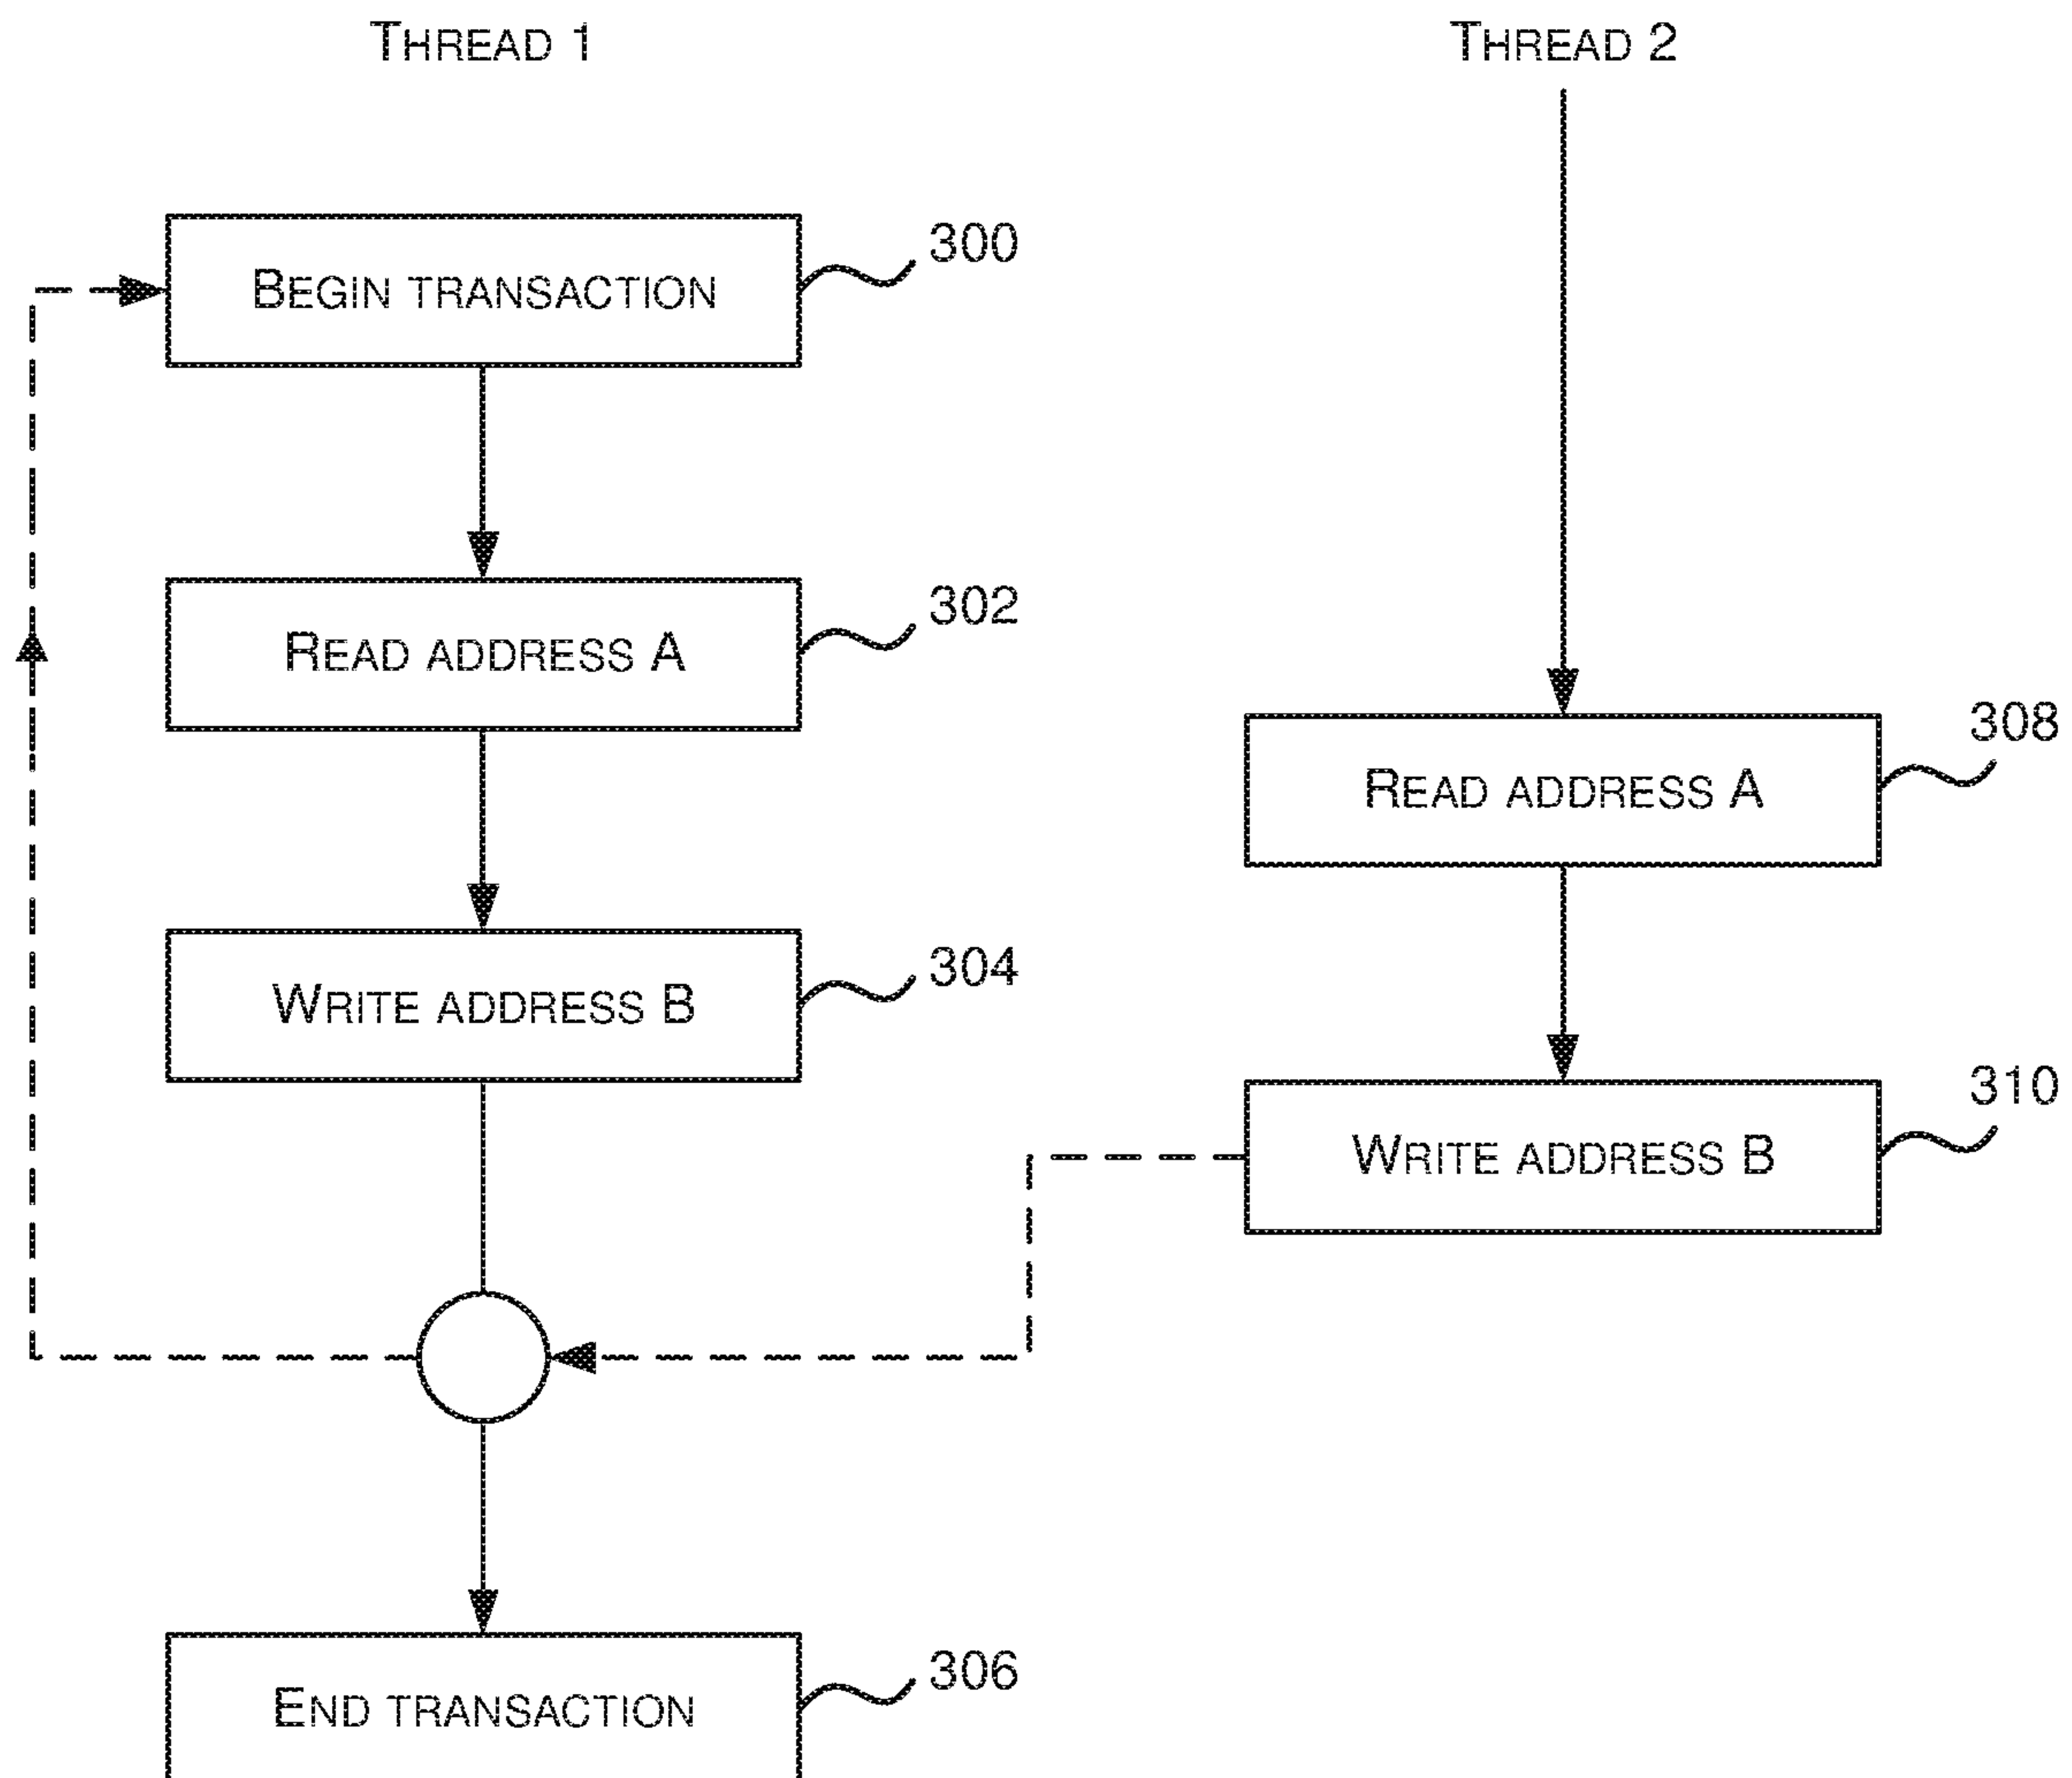 THREAD 1
BEGIN TRANSACTION
300
READ ADDRESS A
302
WRITE ADDRESS B
304
END TRANSACTION
306
THREAD 2
READ ADDRESS A
308
WRITE ADDRESS B
310